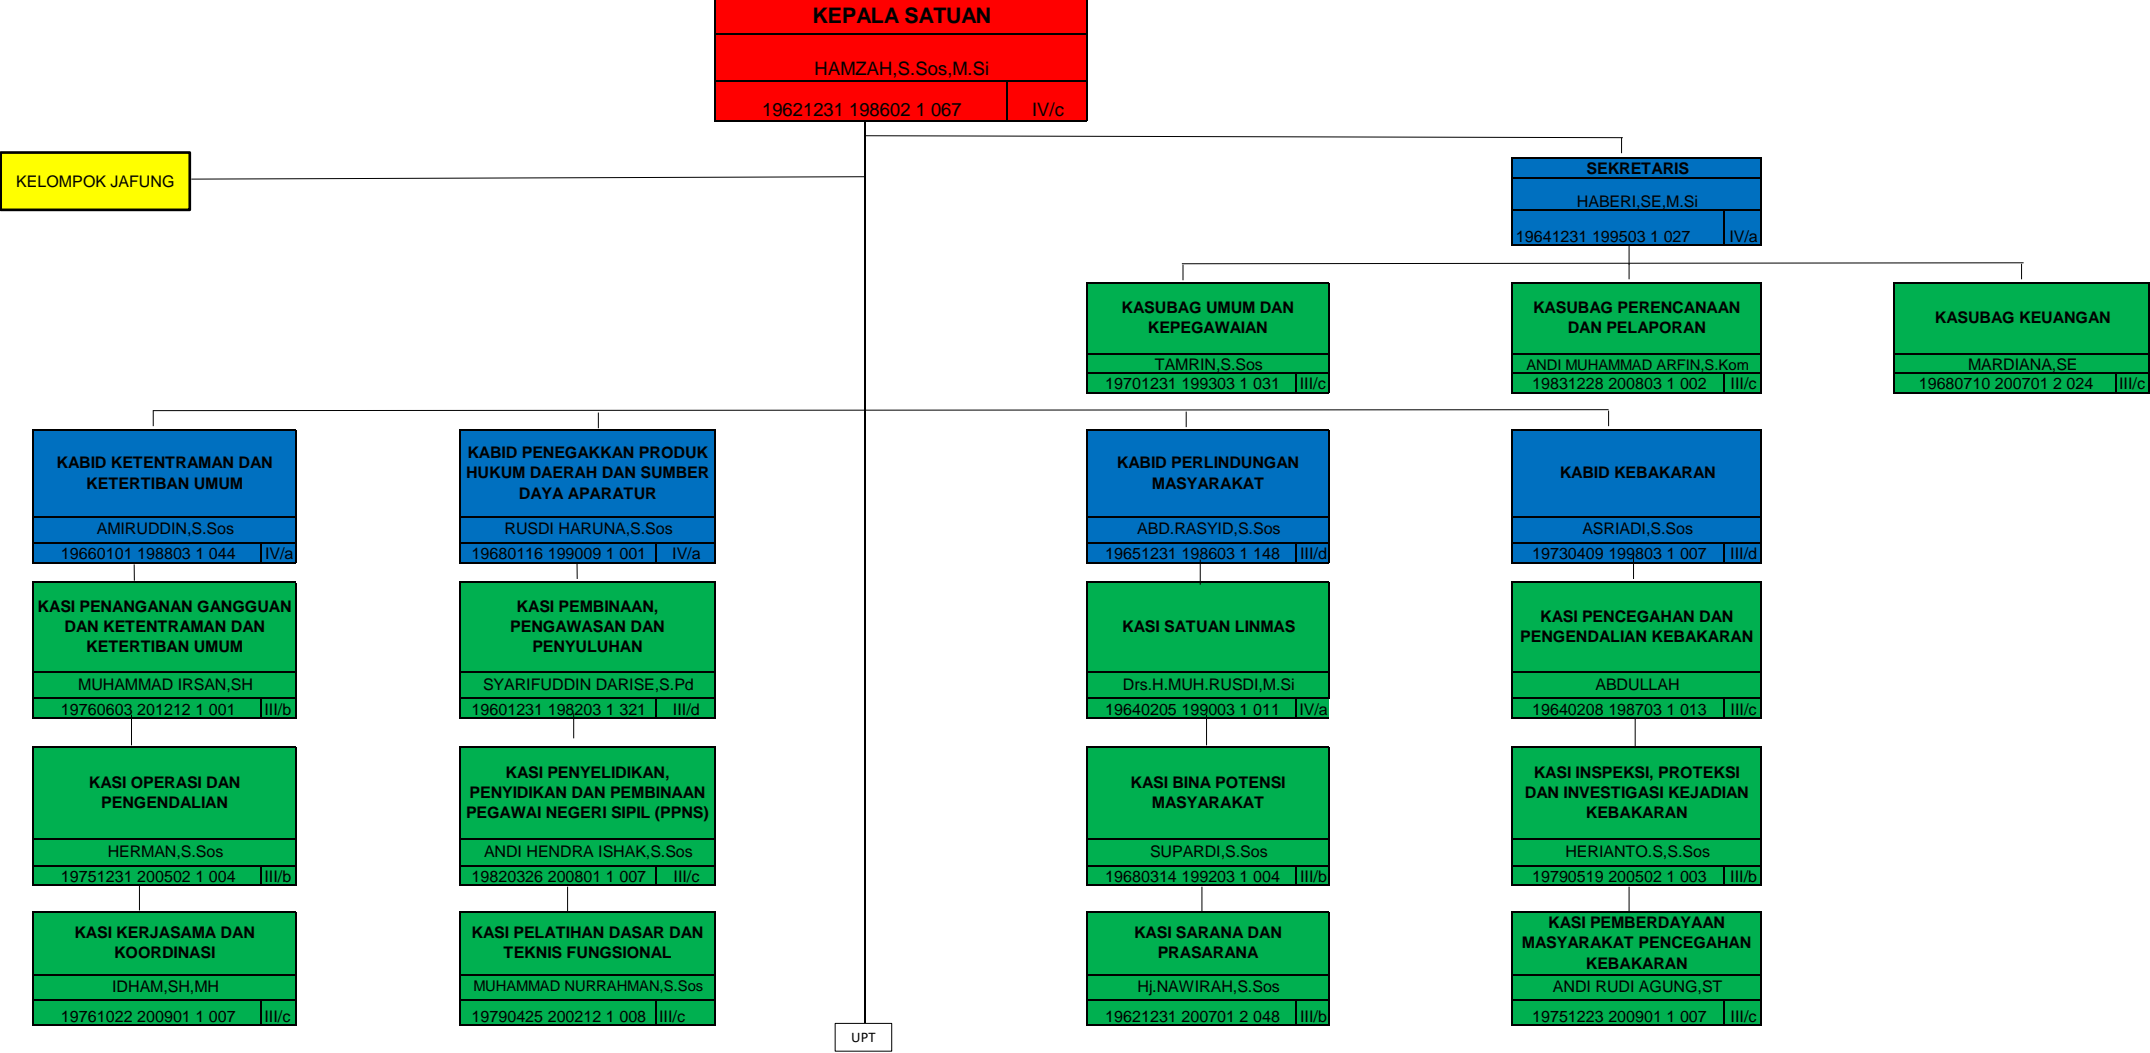 KEPALA SATUAN
HAMZAH,S.Sos,M.Si
19621231 198602 1 067 IV/c
KELOMPOK JAFUNG
SEKRETARIS
HABERI,SE,M.Si
19641231 199503 1 027 IV/a
KASUBAG UMUM DAN
KEPEGAWAIAN
TAMRIN,S.Sos
19701231 199303 1 031 III/c
KASUBAG PERENCANAAN
DAN PELAPORAN
ANDI MUHAMMAD ARFIN,S.Kom
19831228 200803 1 002 III/c
KASUBAG KEUANGAN
MARDIANA,SE
19680710 200701 2 024 III/c
KABID KETENTRAMAN DAN
KETERTIBAN UMUM
AMIRUDDIN,S.Sos
19660101 198803 1 044 IV/a
KABID PENEGAKKAN PRODUK
HUKUM DAERAH DAN SUMBER
DAYA APARATUR
RUSDI HARUNA,S.Sos
19680116 199009 1 001 IV/a
KABID PERLINDUNGAN
MASYARAKAT
ABD.RASYID,S.Sos
19651231 198603 1 148 III/d
KABID KEBAKARAN
ASRIADI,S.Sos
19730409 199803 1 007 III/d
KASI PENANGANAN GANGGUAN
DAN KETENTRAMAN DAN
KETERTIBAN UMUM
MUHAMMAD IRSAN,SH
19760603 201212 1 001 III/b
KASI PEMBINAAN,
PENGAWASAN DAN
PENYULUHAN
SYARIFUDDIN DARISE,S.Pd
19601231 198203 1 321 III/d
KASI SATUAN LINMAS
Drs.H.MUH.RUSDI,M.Si
19640205 199003 1 011 IV/a
KASI PENCEGAHAN DAN
PENGENDALIAN KEBAKARAN
ABDULLAH
19640208 198703 1 013 III/c
KASI OPERASI DAN
PENGENDALIAN
HERMAN,S.Sos
19751231 200502 1 004 III/b
KASI PENYELIDIKAN,
PENYIDIKAN DAN PEMBINAAN
PEGAWAI NEGERI SIPIL (PPNS)
ANDI HENDRA ISHAK,S.Sos
19820326 200801 1 007 III/c
KASI BINA POTENSI
MASYARAKAT
SUPARDI,S.Sos
19680314 199203 1 004 III/b
KASI INSPEKSI, PROTEKSI
DAN INVESTIGASI KEJADIAN
KEBAKARAN
HERIANTO.S,S.Sos
19790519 200502 1 003 III/b
KASI KERJASAMA DAN
KOORDINASI
IDHAM,SH,MH
19761022 200901 1 007 III/c
KASI PELATIHAN DASAR DAN
TEKNIS FUNGSIONAL
MUHAMMAD NURRAHMAN,S.Sos
19790425 200212 1 008 III/c
KASI SARANA DAN
PRASARANA
Hj.NAWIRAH,S.Sos
19621231 200701 2 048 III/b
KASI PEMBERDAYAAN
MASYARAKAT PENCEGAHAN
KEBAKARAN
ANDI RUDI AGUNG,ST
19751223 200901 1 007 III/c
UPT